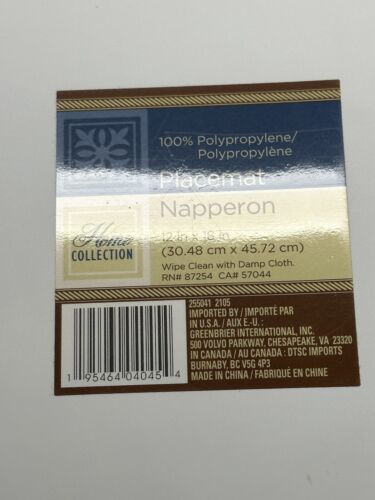 100% Polypropylene/
Polypropylène
Placemat
Napperon
Home
COLLECTION
12 in x 18 in
(30.48 cm x 45.72 cm)
Wipe Clean with Damp Cloth.
RN# 87254 CA# 57044
255041 2105
IMPORTED BY / IMPORTÉ PAR
IN U.S.A. / AUX É.-U. :
GREENBRIER INTERNATIONAL, INC.
500 VOLVO PARKWAY, CHESAPEAKE, VA 23320
IN CANADA / AU CANADA : DTSC IMPORTS
BURNABY, BC V5G 4P3
MADE IN CHINA / FABRIQUÉ EN CHINE
1 95464 04045 4